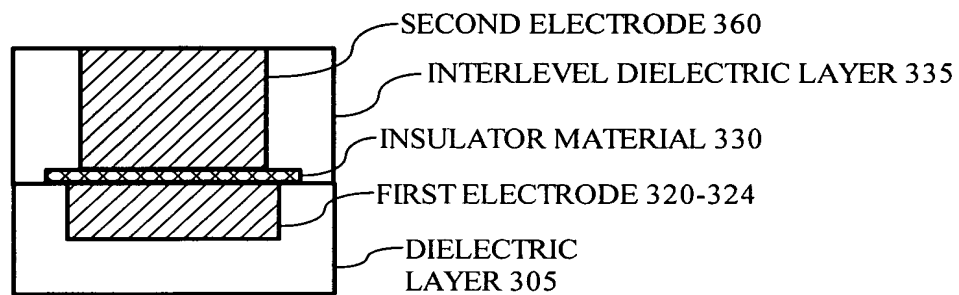 SECOND ELECTRODE 360
INTERLEVEL DIELECTRIC LAYER 335
INSULATOR MATERIAL 330
FIRST ELECTRODE 320-324
DIELECTRIC
LAYER 305